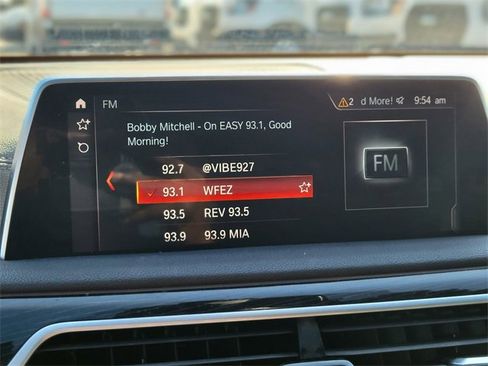 FM
2 d More! 9:54 am
Bobby Mitchell - On EASY 93.1, Good
Morning!
92.7 @VIBE927
93.1 WFEZ
93.5 REV 93.5
93.9 93.9 MIA
FM